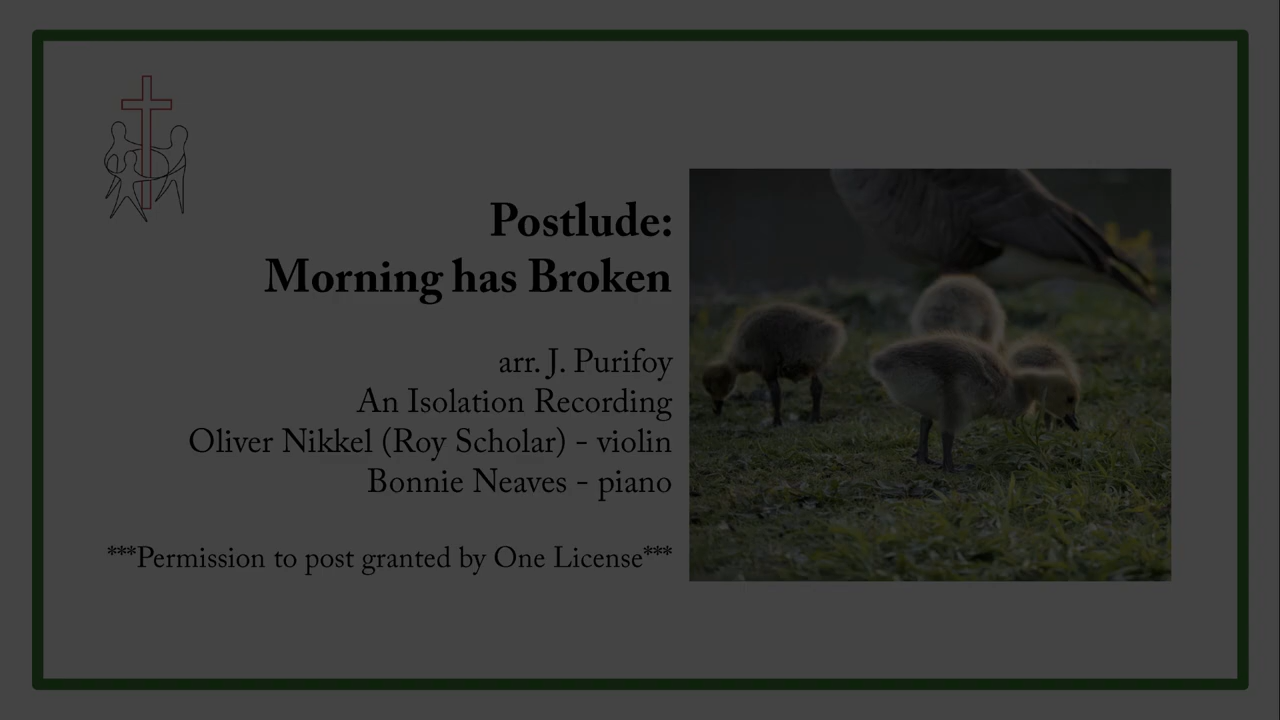 Postlude:
Morning has Broken
arr. J. Purifoy
An Isolation Recording
Oliver Nikkel (Roy Scholar) - violin
Bonnie Neaves - piano
***Permission to post granted by One License***